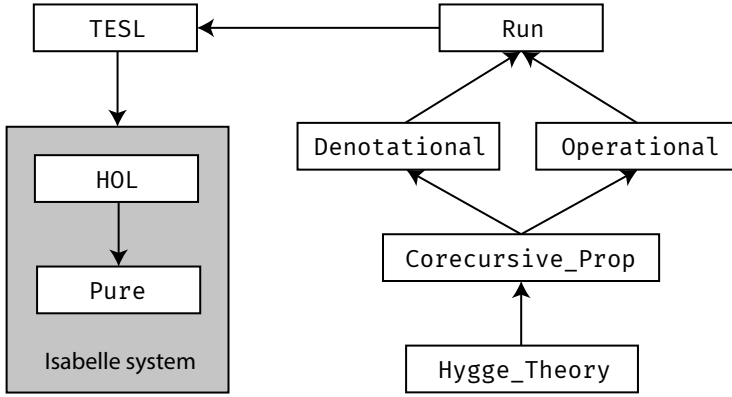 TESL
Run
Denotational
Operational
HOL
Corecursive_Prop
Pure
Isabelle system
Hygge_Theory